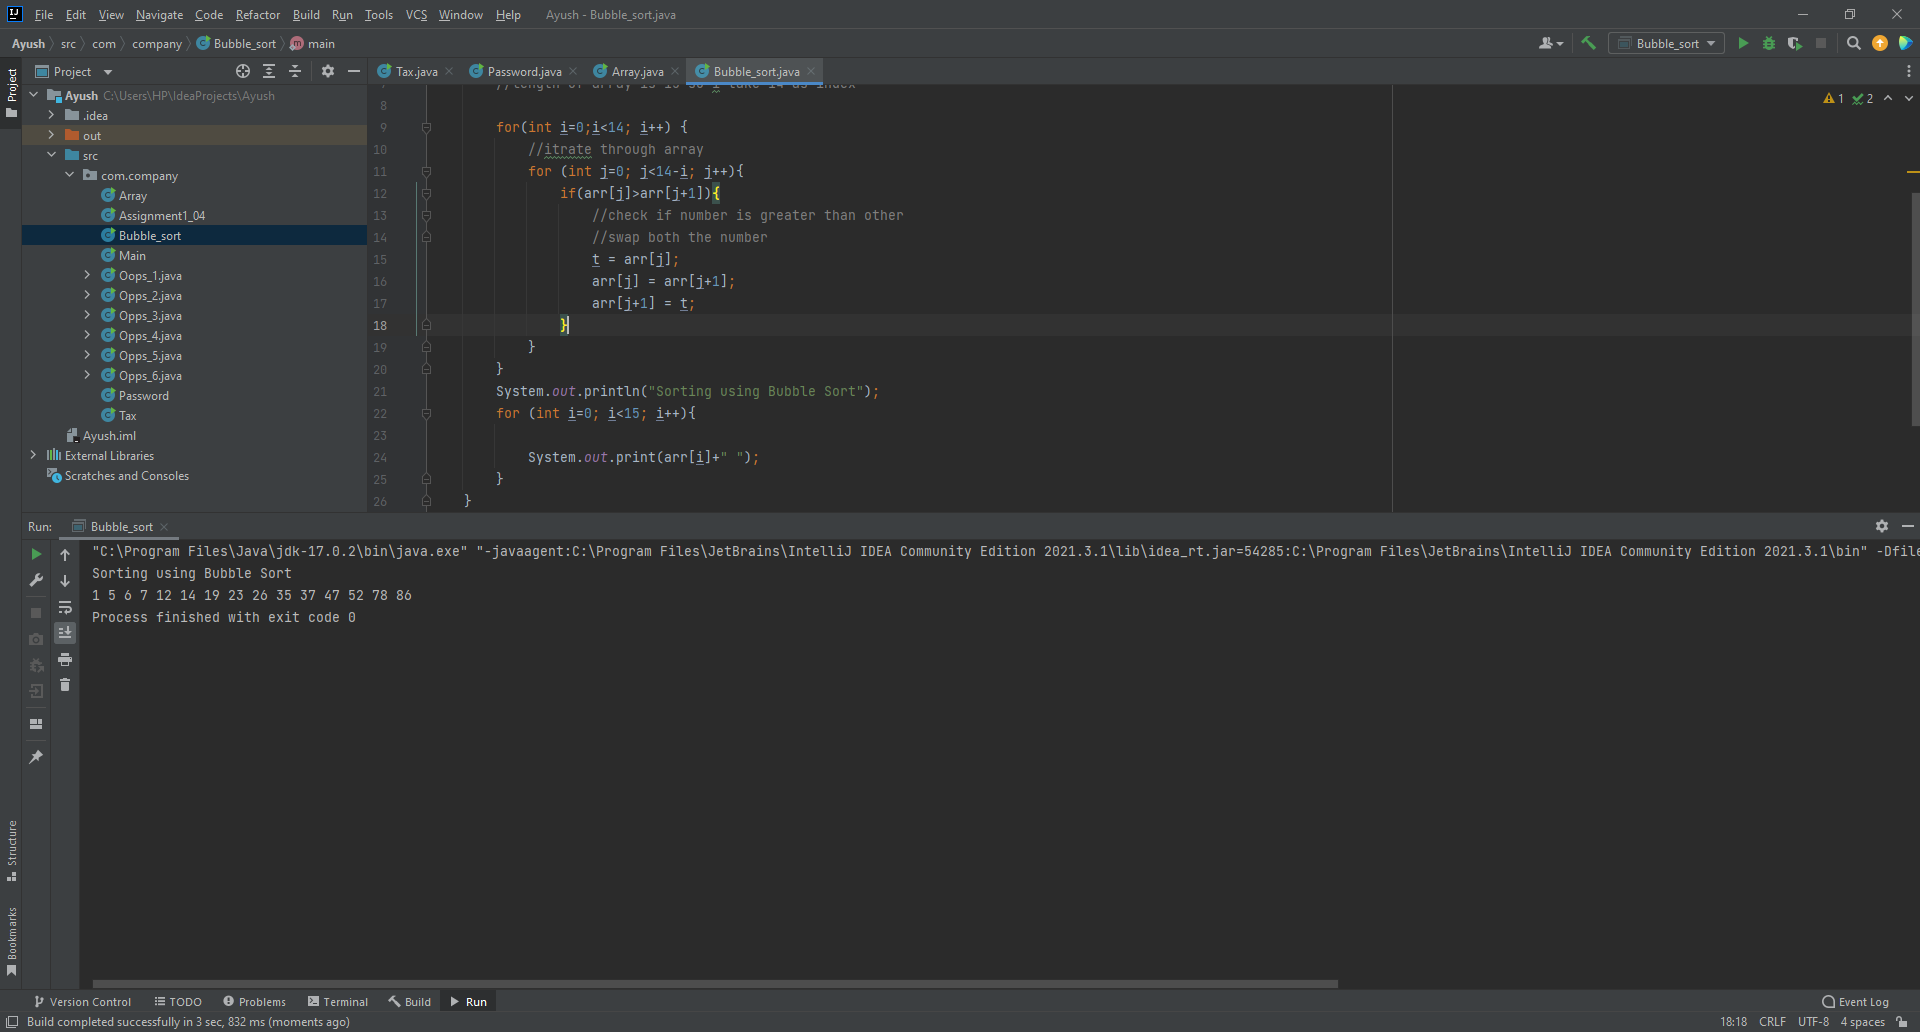 File Edit View Navigate Code Refactor Build Run Tools VCS Window Help Ayush - Bubble_sort.java
Ayush src com company Bubble_sort main Bubble_sort
Project Tax.java Password.java Array.java Bubble_sort.java
Project
Ayush C:\Users\HP\IdeaProjects\Ayush
.idea
out
src
com.company
Array
Assignment1_04
Bubble_sort
Main
Oops_1.java
Opps_2.java
Opps_3.java
Opps_4.java
Opps_5.java
Opps_6.java
Password
Tax
Ayush.iml
External Libraries
Scratches and Consoles
1 2
8
9 for(int i=0;i<14; i++) {
10 //itrate through array
11 for (int j=0; j<14-i; j++){
12 if(arr[j]>arr[j+1]){
13 //check if number is greater than other
14 //swap both the number
15 t = arr[j];
16 arr[j] = arr[j+1];
17 arr[j+1] = t;
18 }
19 }
20 }
21 System.out.println("Sorting using Bubble Sort");
22 for (int i=0; i<15; i++){
23
24 System.out.print(arr[i]+" ");
25 }
26 }
Run: Bubble_sort
"C:\Program Files\Java\jdk-17.0.2\bin\java.exe" "-javaagent:C:\Program Files\JetBrains\IntelliJ IDEA Community Edition 2021.3.1\lib\idea_rt.jar=54285:C:\Program Files\JetBrains\IntelliJ IDEA Community Edition 2021.3.1\bin" -Dfile
Sorting using Bubble Sort
1 5 6 7 12 14 19 23 26 35 37 47 52 78 86
Process finished with exit code 0
Structure
Bookmarks
Version Control TODO Problems Terminal Build Run Event Log
Build completed successfully in 3 sec, 832 ms (moments ago) 18:18 CRLF UTF-8 4 spaces